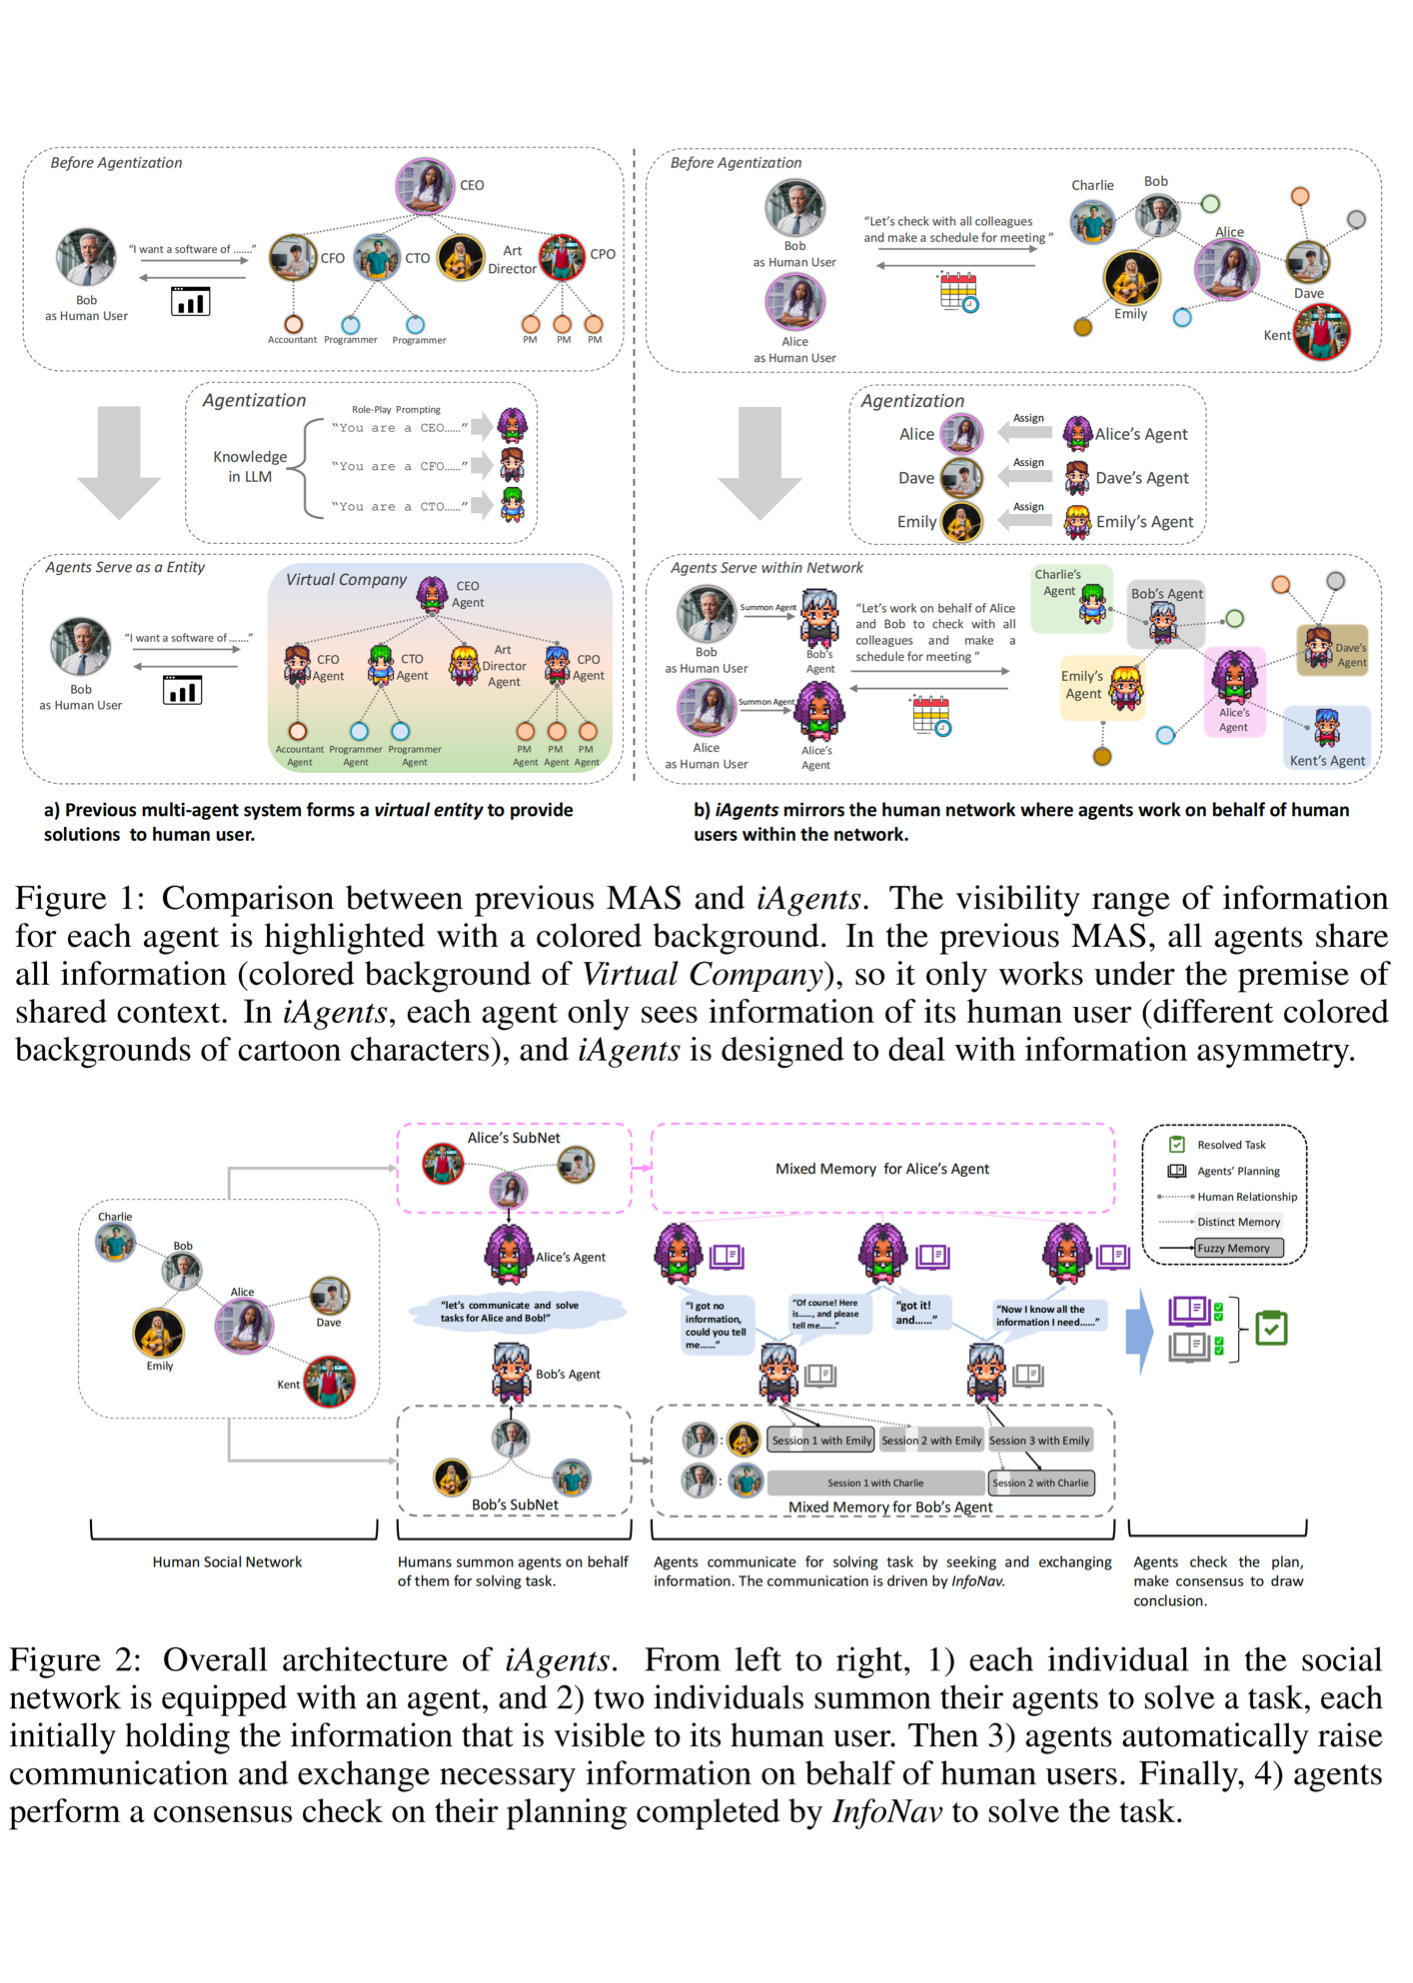 Before Agentization
CEO
"I want a software of ......"
CFO
CTO
Art
Director
CPO
Bob
as Human User
Accountant
Programmer
Programmer
PM
PM
PM
Agentization
Role-Play Prompting
"You are a CEO......"
Knowledge
in LLM
"You are a CFO......"
"You are a CTO......"
Agents Serve as a Entity
Virtual Company
CEO
Agent
"I want a software of ......"
CFO
Agent
CTO
Agent
Art
Director
Agent
CPO
Agent
Bob
as Human User
Accountant
Agent
Programmer
Agent
Programmer
Agent
PM
Agent
PM
Agent
PM
Agent
a) Previous multi-agent system forms a virtual entity to provide
solutions to human user.
Before Agentization
Bob
as Human User
Alice
as Human User
"Let's check with all colleagues
and make a schedule for meeting "
Charlie
Bob
Alice
Emily
Dave
Kent
Agentization
Alice
Assign
Alice's Agent
Dave
Assign
Dave's Agent
Emily
Assign
Emily's Agent
Agents Serve within Network
Summon Agent
Bob
as Human User
Bob's
Agent
Summon Agent
Alice
as Human User
Alice's
Agent
"Let's work on behalf of Alice
and Bob to check with all
colleagues and make a
schedule for meeting "
Charlie's
Agent
Bob's Agent
Emily's
Agent
Dave's
Agent
Alice's
Agent
Kent's Agent
b) iAgents mirrors the human network where agents work on behalf of human
users within the network.
Figure 1: Comparison between previous MAS and iAgents. The visibility range of information
for each agent is highlighted with a colored background. In the previous MAS, all agents share
all information (colored background of Virtual Company), so it only works under the premise of
shared context. In iAgents, each agent only sees information of its human user (different colored
backgrounds of cartoon characters), and iAgents is designed to deal with information asymmetry.
Charlie
Bob
Alice
Dave
Emily
Kent
Human Social Network
Alice's SubNet
Alice's Agent
"let's communicate and solve
tasks for Alice and Bob!"
Bob's Agent
Bob's SubNet
Humans summon agents on behalf
of them for solving task.
Mixed Memory for Alice's Agent
"I got no
information,
could you tell
me......"
"Of course! Here
is......, and please
tell me......"
"got it!
and......"
"Now I know all the
information I need......"
:
Session 1 with Emily
Session 2 with Emily
Session 3 with Emily
:
Session 1 with Charlie
Session 2 with Charlie
Mixed Memory for Bob's Agent
Agents communicate for solving task by seeking and exchanging
information. The communication is driven by InfoNav.
Resolved Task
Agents' Planning
Human Relationship
Distinct Memory
Fuzzy Memory
Agents check the plan,
make consensus to draw
conclusion.
Figure 2: Overall architecture of iAgents. From left to right, 1) each individual in the social
network is equipped with an agent, and 2) two individuals summon their agents to solve a task, each
initially holding the information that is visible to its human user. Then 3) agents automatically raise
communication and exchange necessary information on behalf of human users. Finally, 4) agents
perform a consensus check on their planning completed by InfoNav to solve the task.